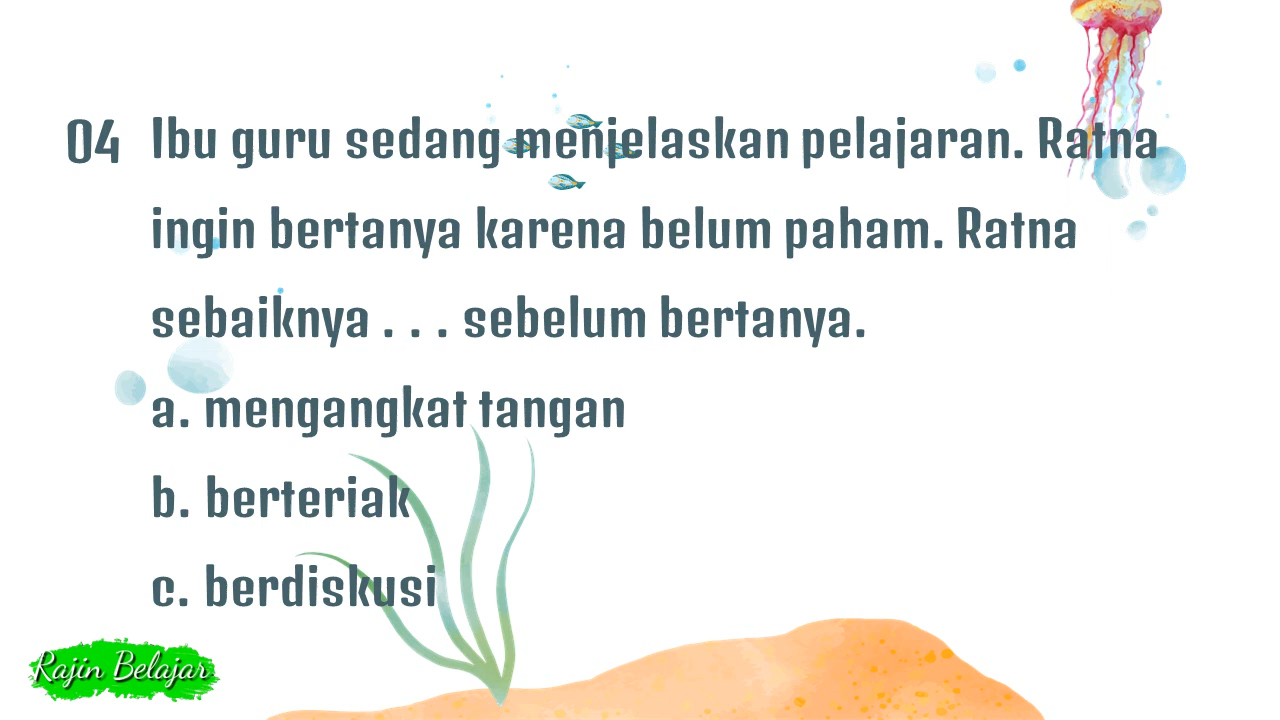 04 Ibu guru sedang menjelaskan pelajaran. Ratna
ingin bertanya karena belum paham. Ratna
sebaiknya . . . sebelum bertanya.
a. mengangkat tangan
b. berteriak
c. berdiskusi
Rajin Belajar